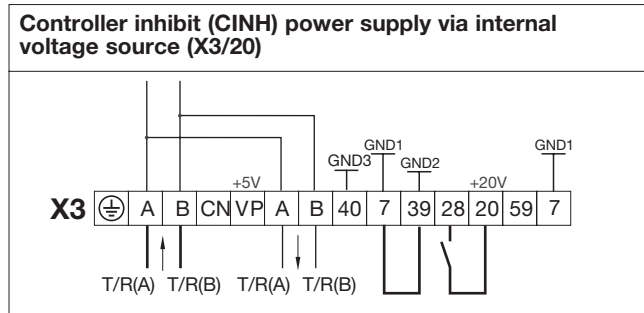 Controller inhibit (CINH) power supply via internal
voltage source (X3/20)
GND1 GND1
GND3 GND2
+5V +20V
X3 A B CN VP A B 40 7 39 28 20 59 7
T/R(A) T/R(B) T/R(A) T/R(B)